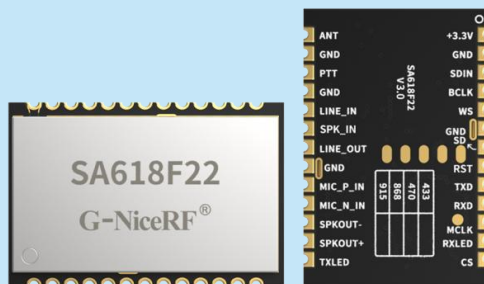 SA618F22
G-NiceRF®
ANT
GND
PTT
GND
LINE_IN
SPK_IN
LINE_OUT
GND
MIC_P_IN
MIC_N_IN
SPKOUT-
SPKOUT+
TXLED
SA618F22
V3.0
915
868
470
433
+3.3V
GND
SDIN
BCLK
WS
GND
SD
RST
TXD
RXD
MCLK
RXLED
CS